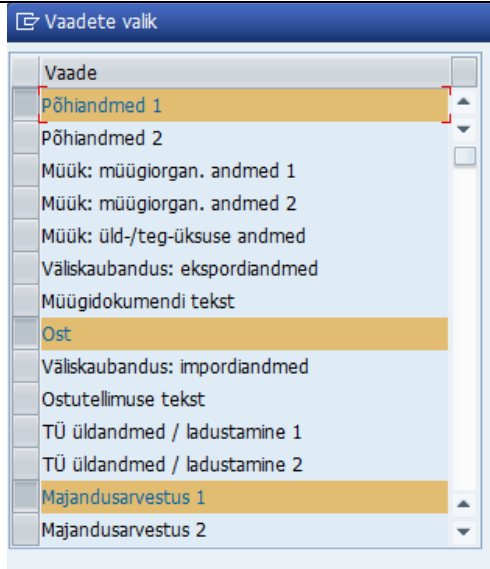 Vaadete valik
Vaade
Põhiandmed 1
Põhiandmed 2
Müük: müügiorgan. andmed 1
Müük: müügiorgan. andmed 2
Müük: üld-/teg-üksuse andmed
Väliskaubandus: ekspordiandmed
Müügidokumendi tekst
Ost
Väliskaubandus: impordiandmed
Ostutellimuse tekst
TÜ üldandmed / ladustamine 1
TÜ üldandmed / ladustamine 2
Majandusarvestus 1
Majandusarvestus 2